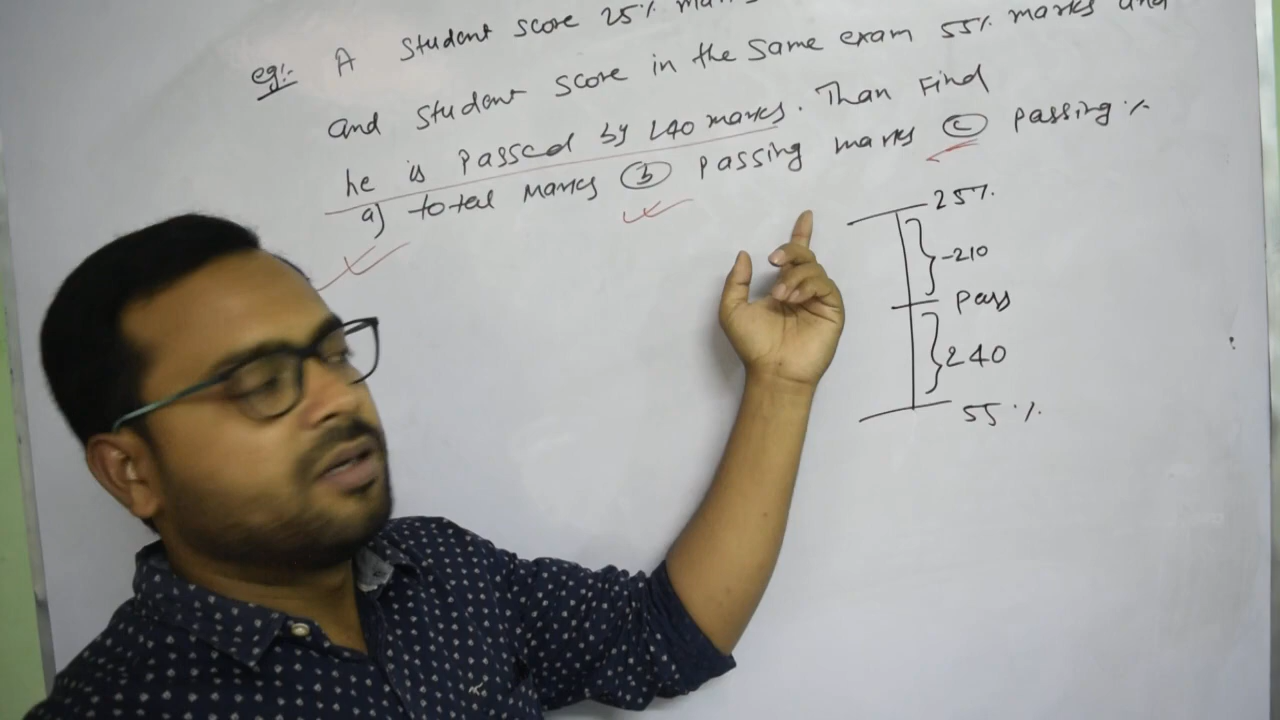 eg:- A student score 25%
and student score in the same exam 55% marks and
he is passed by 240 marks. Than Find
a) total marks (b) passing marks (c) passing %
25%
-210
pass
240
55%